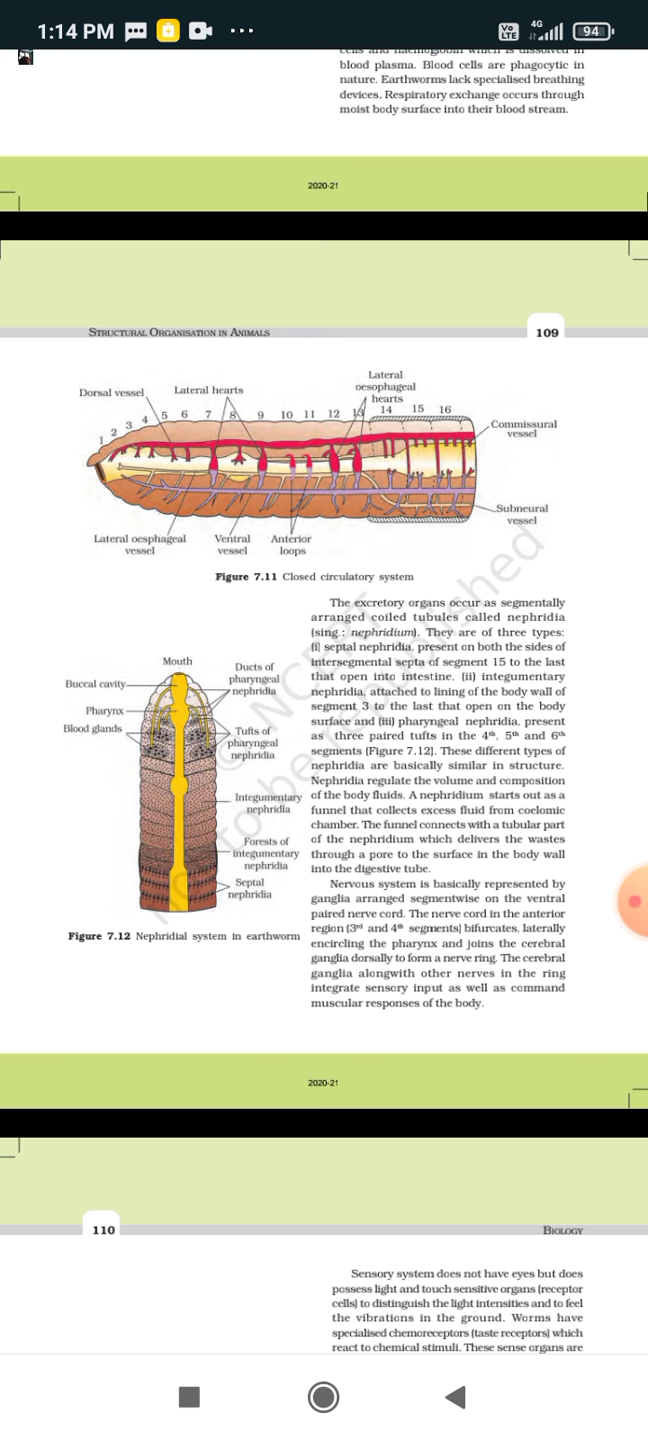 1:14 PM
Vo
LTE
4G
94
cells and haemoglobin which is dissolved in
blood plasma. Blood cells are phagocytic in
nature. Earthworms lack specialised breathing
devices. Respiratory exchange occurs through
moist body surface into their blood stream.
2020-21
STRUCTURAL ORGANISATION IN ANIMALS
109
Dorsal vessel
Lateral hearts
Lateral
oesophageal
hearts
1 2 3 4 5 6 7 8 9 10 11 12 13 14 15 16
Commissural
vessel
Subneural
vessel
Lateral oesphageal
vessel
Ventral
vessel
Anterior
loops
Figure 7.11 Closed circulatory system
Mouth
Buccal cavity
Pharynx
Blood glands
Ducts of
pharyngeal
nephridia
Tufts of
pharyngeal
nephridia
Integumentary
nephridia
Forests of
integumentary
nephridia
Septal
nephridia
Figure 7.12 Nephridial system in earthworm
The excretory organs occur as segmentally
arranged coiled tubules called nephridia
(sing.: nephridium). They are of three types:
(i) septal nephridia, present on both the sides of
intersegmental septa of segment 15 to the last
that open into intestine, (ii) integumentary
nephridia, attached to lining of the body wall of
segment 3 to the last that open on the body
surface and (iii) pharyngeal nephridia, present
as three paired tufts in the 4th, 5th and 6th
segments (Figure 7.12). These different types of
nephridia are basically similar in structure.
Nephridia regulate the volume and composition
of the body fluids. A nephridium starts out as a
funnel that collects excess fluid from coelomic
chamber. The funnel connects with a tubular part
of the nephridium which delivers the wastes
through a pore to the surface in the body wall
into the digestive tube.
Nervous system is basically represented by
ganglia arranged segmentwise on the ventral
paired nerve cord. The nerve cord in the anterior
region (3rd and 4th segments) bifurcates, laterally
encircling the pharynx and joins the cerebral
ganglia dorsally to form a nerve ring. The cerebral
ganglia alongwith other nerves in the ring
integrate sensory input as well as command
muscular responses of the body.
© NCERT
not to be republished
2020-21
110
BIOLOGY
Sensory system does not have eyes but does
possess light and touch sensitive organs (receptor
cells) to distinguish the light intensities and to feel
the vibrations in the ground. Worms have
specialised chemoreceptors (taste receptors) which
react to chemical stimuli. These sense organs are